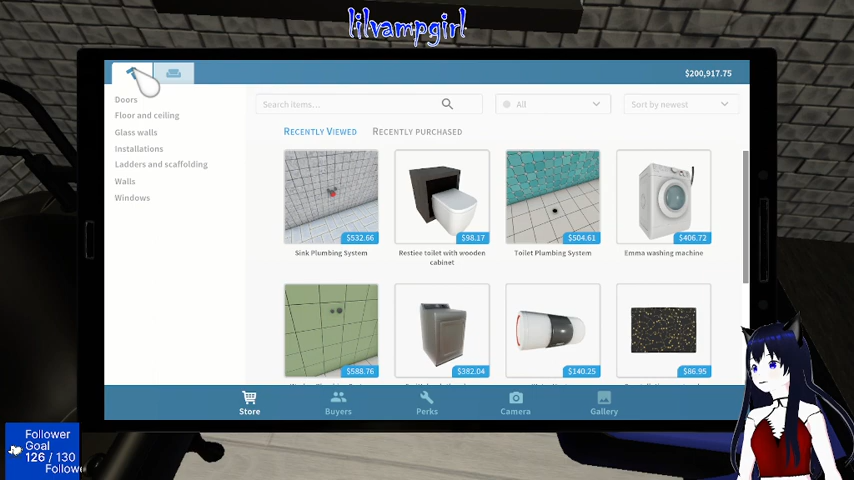 lilvampgirl
$200,917.75
Doors
Floor and ceiling
Glass walls
Installations
Ladders and scaffolding
Walls
Windows
Search items...
All
Sort by newest
RECENTLY VIEWED
RECENTLY PURCHASED
$532.66
$98.17
$504.61
$406.72
Sink Plumbing System
Restiee toilet with wooden
cabinet
Toilet Plumbing System
Emma washing machine
$588.76
$382.04
$140.25
$86.95
Store
Buyers
Perks
Camera
Gallery
Follower
Goal
126 / 130
Followe